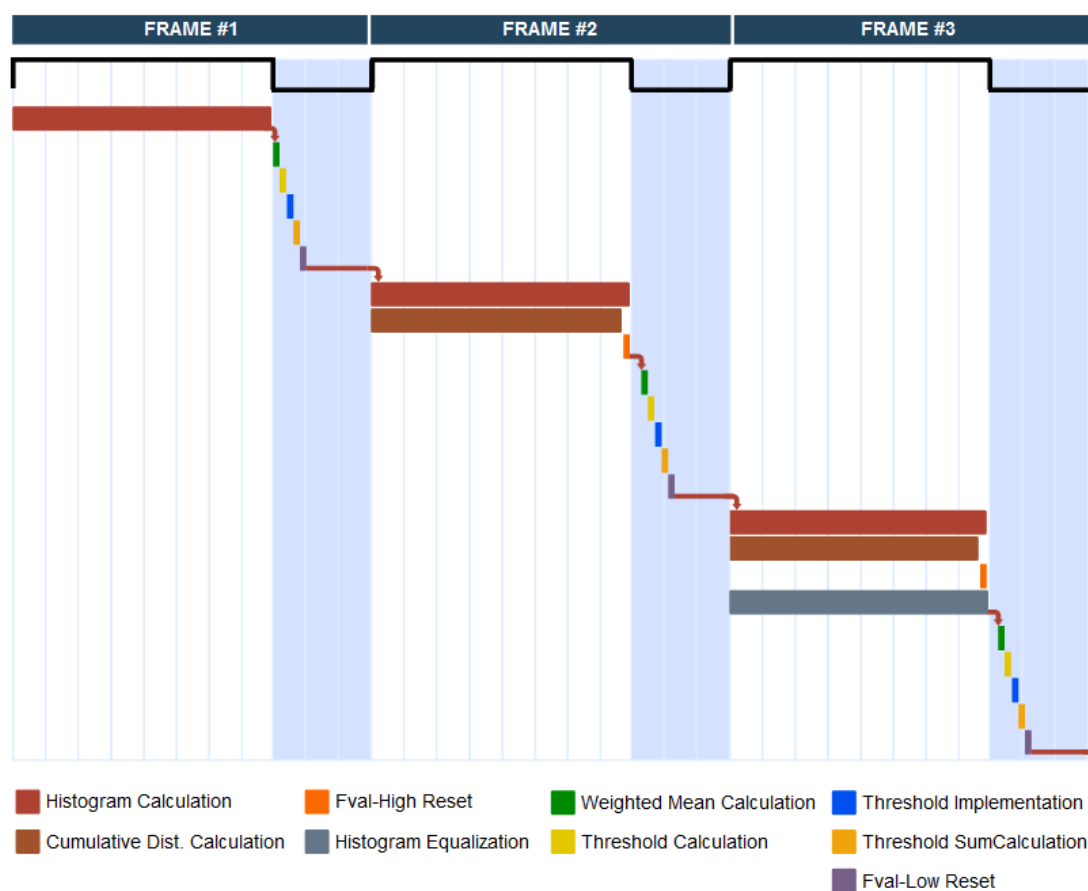 FRAME #1 FRAME #2 FRAME #3
Histogram Calculation Fval-High Reset Weighted Mean Calculation Threshold Implementation
Cumulative Dist. Calculation Histogram Equalization Threshold Calculation Threshold SumCalculation
Fval-Low Reset